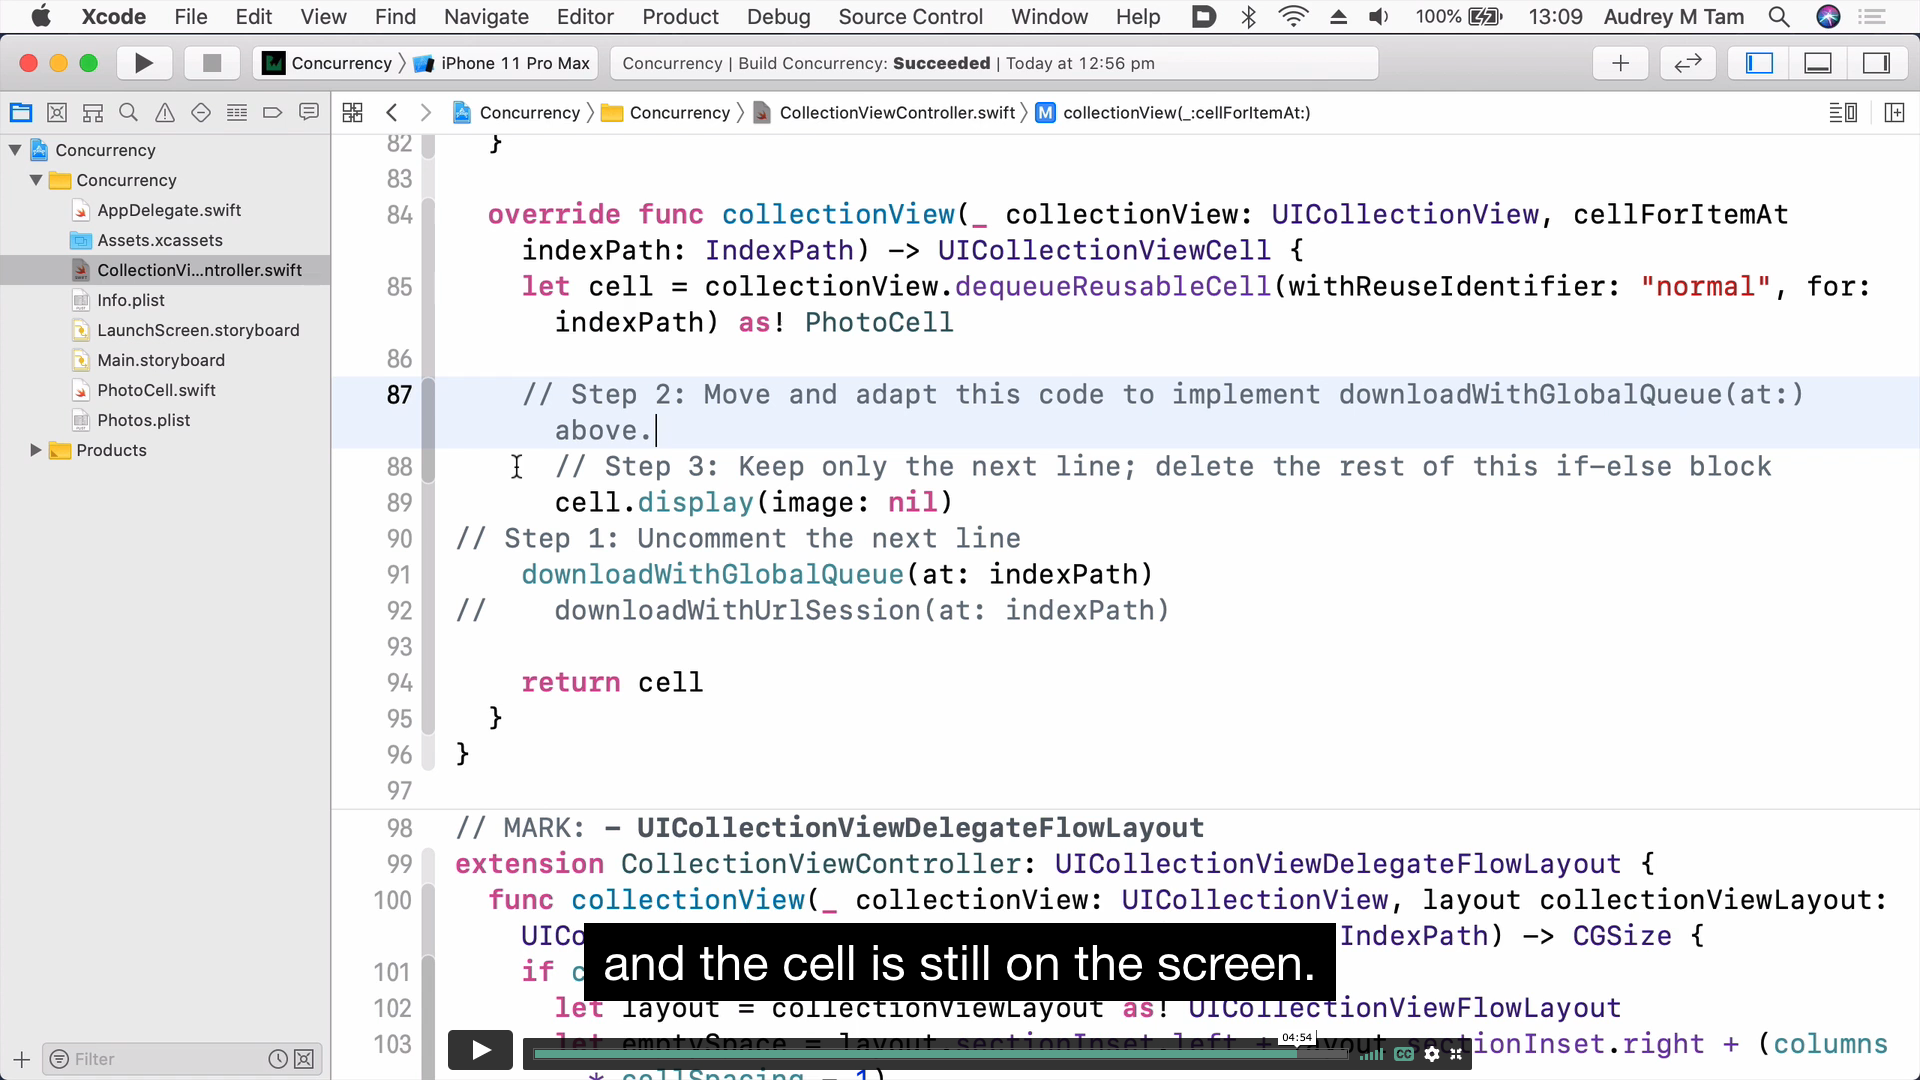 Xcode File Edit View Find Navigate Editor Product Debug Source Control Window Help 100% 13:09 Audrey M Tam
Concurrency iPhone 11 Pro Max Concurrency | Build Concurrency: Succeeded | Today at 12:56 pm
Concurrency Concurrency CollectionViewController.swift M collectionView(_:cellForItemAt:)
Concurrency
Concurrency
AppDelegate.swift
Assets.xcassets
CollectionVi...ntroller.swift
Info.plist
LaunchScreen.storyboard
Main.storyboard
PhotoCell.swift
Photos.plist
Products
Filter
82 }
83
84 override func collectionView(_ collectionView: UICollectionView, cellForItemAt
indexPath: IndexPath) -> UICollectionViewCell {
85 let cell = collectionView.dequeueReusableCell(withReuseIdentifier: "normal", for:
indexPath) as! PhotoCell
86
87 // Step 2: Move and adapt this code to implement downloadWithGlobalQueue(at:)
above.
88 // Step 3: Keep only the next line; delete the rest of this if-else block
89 cell.display(image: nil)
90 // Step 1: Uncomment the next line
91 downloadWithGlobalQueue(at: indexPath)
92 // downloadWithUrlSession(at: indexPath)
93
94 return cell
95 }
96 }
97
98 // MARK: - UICollectionViewDelegateFlowLayout
99 extension CollectionViewController: UICollectionViewDelegateFlowLayout {
100 func collectionView(_ collectionView: UICollectionView, layout collectionViewLayout:
UICo IndexPath) -> CGSize {
and the cell is still on the screen.
101 if c
102 let layout = collectionViewLayout as! UICollectionViewFlowLayout
103 let emptySpace = layout.sectionInset.left + layout.sectionInset.right + (columns
04:54
CC
* cellSpacing - 1)